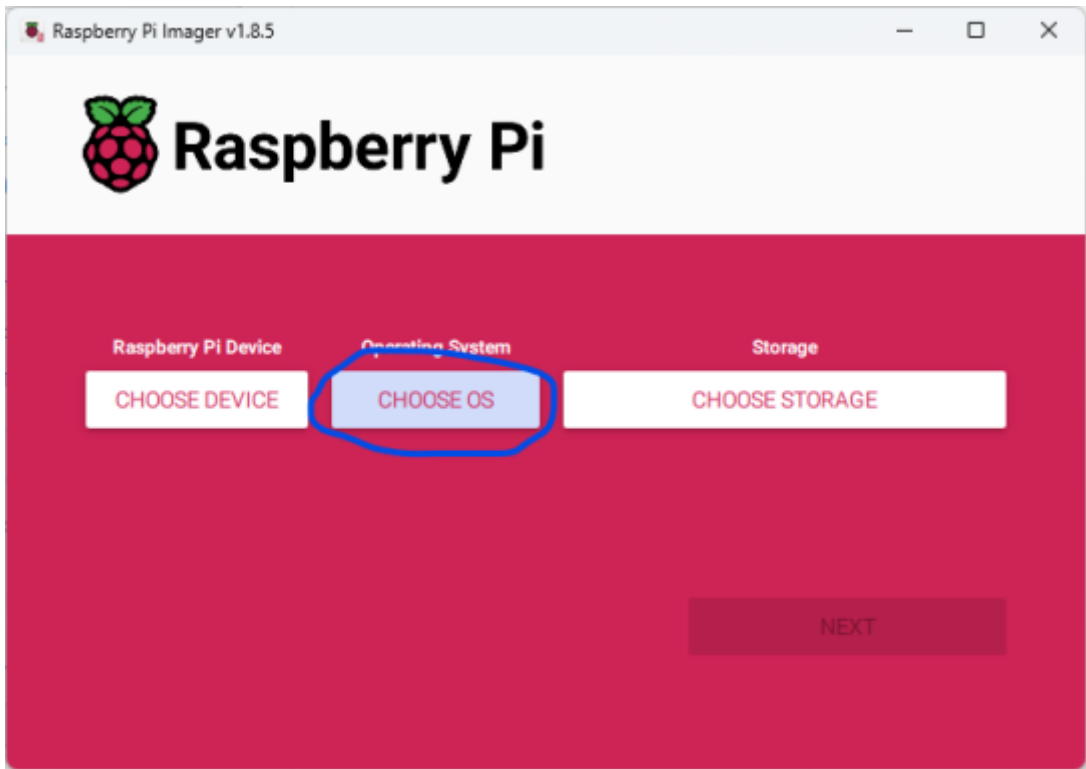 Raspberry Pi Imager v1.8.5
Raspberry Pi
Raspberry Pi Device Operating System Storage
CHOOSE DEVICE CHOOSE OS CHOOSE STORAGE
NEXT